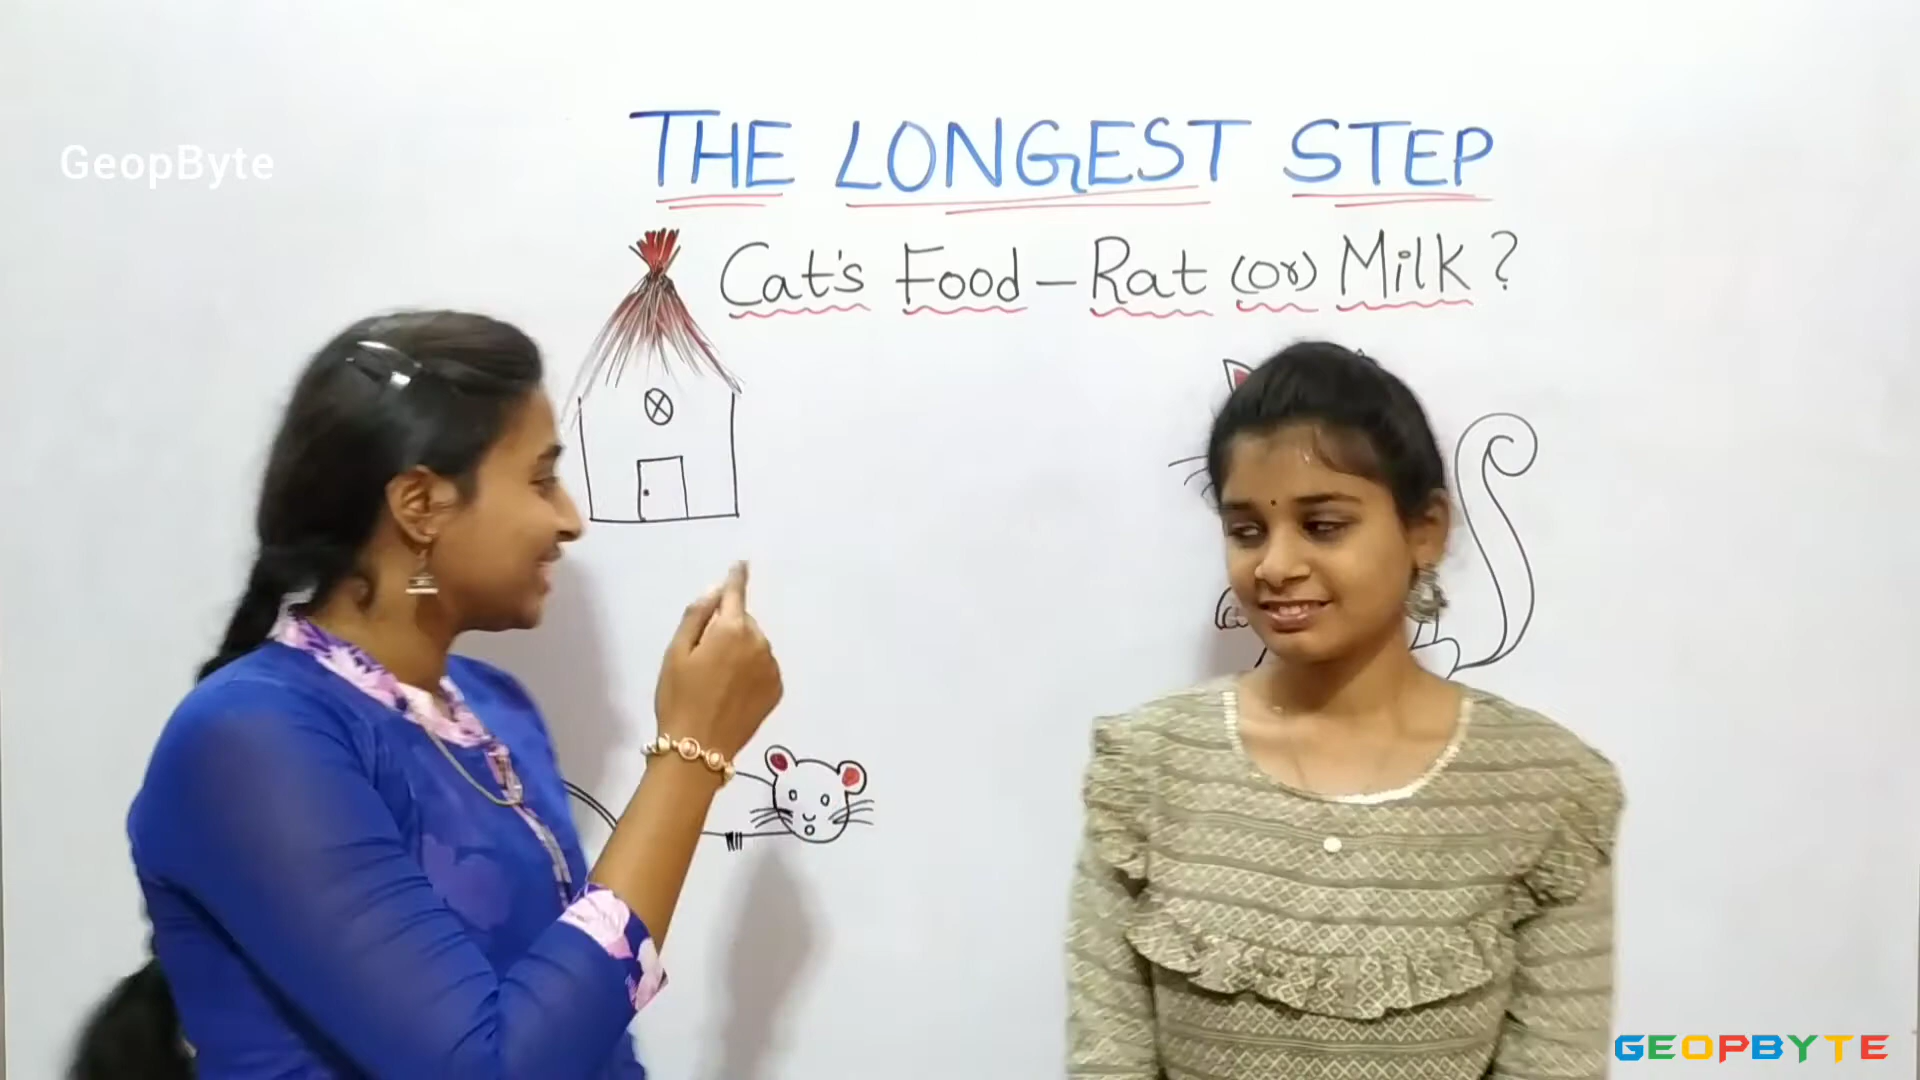 GeopByte
THE LONGEST STEP
Cat's Food - Rat (or) Milk?
GEOPBYTE